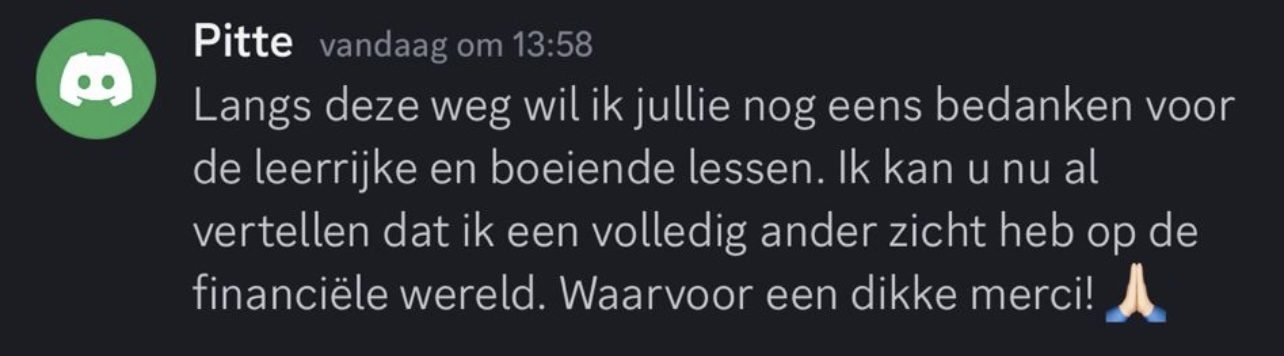 Pitte vandaag om 13:58
Langs deze weg wil ik jullie nog eens bedanken voor
de leerrijke en boeiende lessen. Ik kan u nu al
vertellen dat ik een volledig ander zicht heb op de
financiële wereld. Waarvoor een dikke merci! 🙏🏻